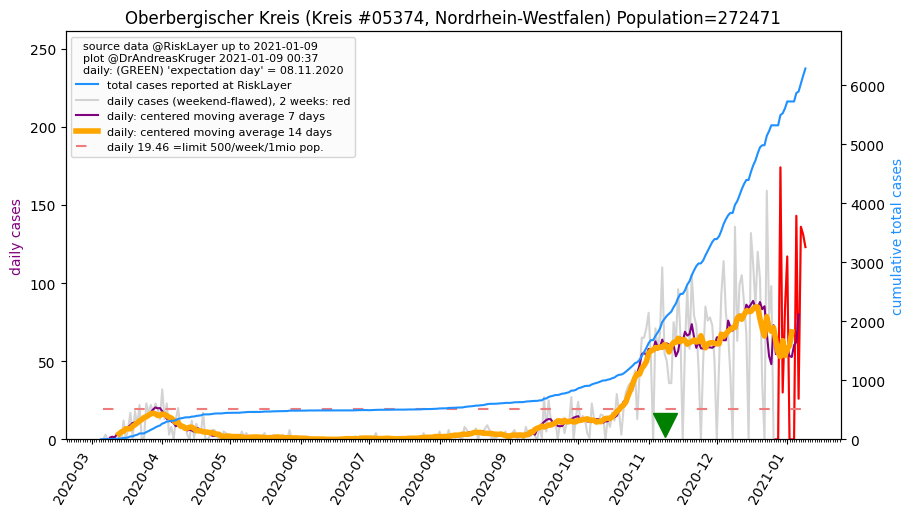 Oberbergischer Kreis (Kreis #05374, Nordrhein-Westfalen) Population=272471
source data @RiskLayer up to 2021-01-09
plot @DrAndreasKruger 2021-01-09 00:37
daily: (GREEN) 'expectation day' = 08.11.2020
total cases reported at RiskLayer
daily cases (weekend-flawed), 2 weeks: red
daily: centered moving average 7 days
daily: centered moving average 14 days
daily 19.46 =limit 500/week/1mio pop.
daily cases
250
200
150
100
50
0
cumulative total cases
6000
5000
4000
3000
2000
1000
0
2020-03
2020-04
2020-05
2020-06
2020-07
2020-08
2020-09
2020-10
2020-11
2020-12
2021-01